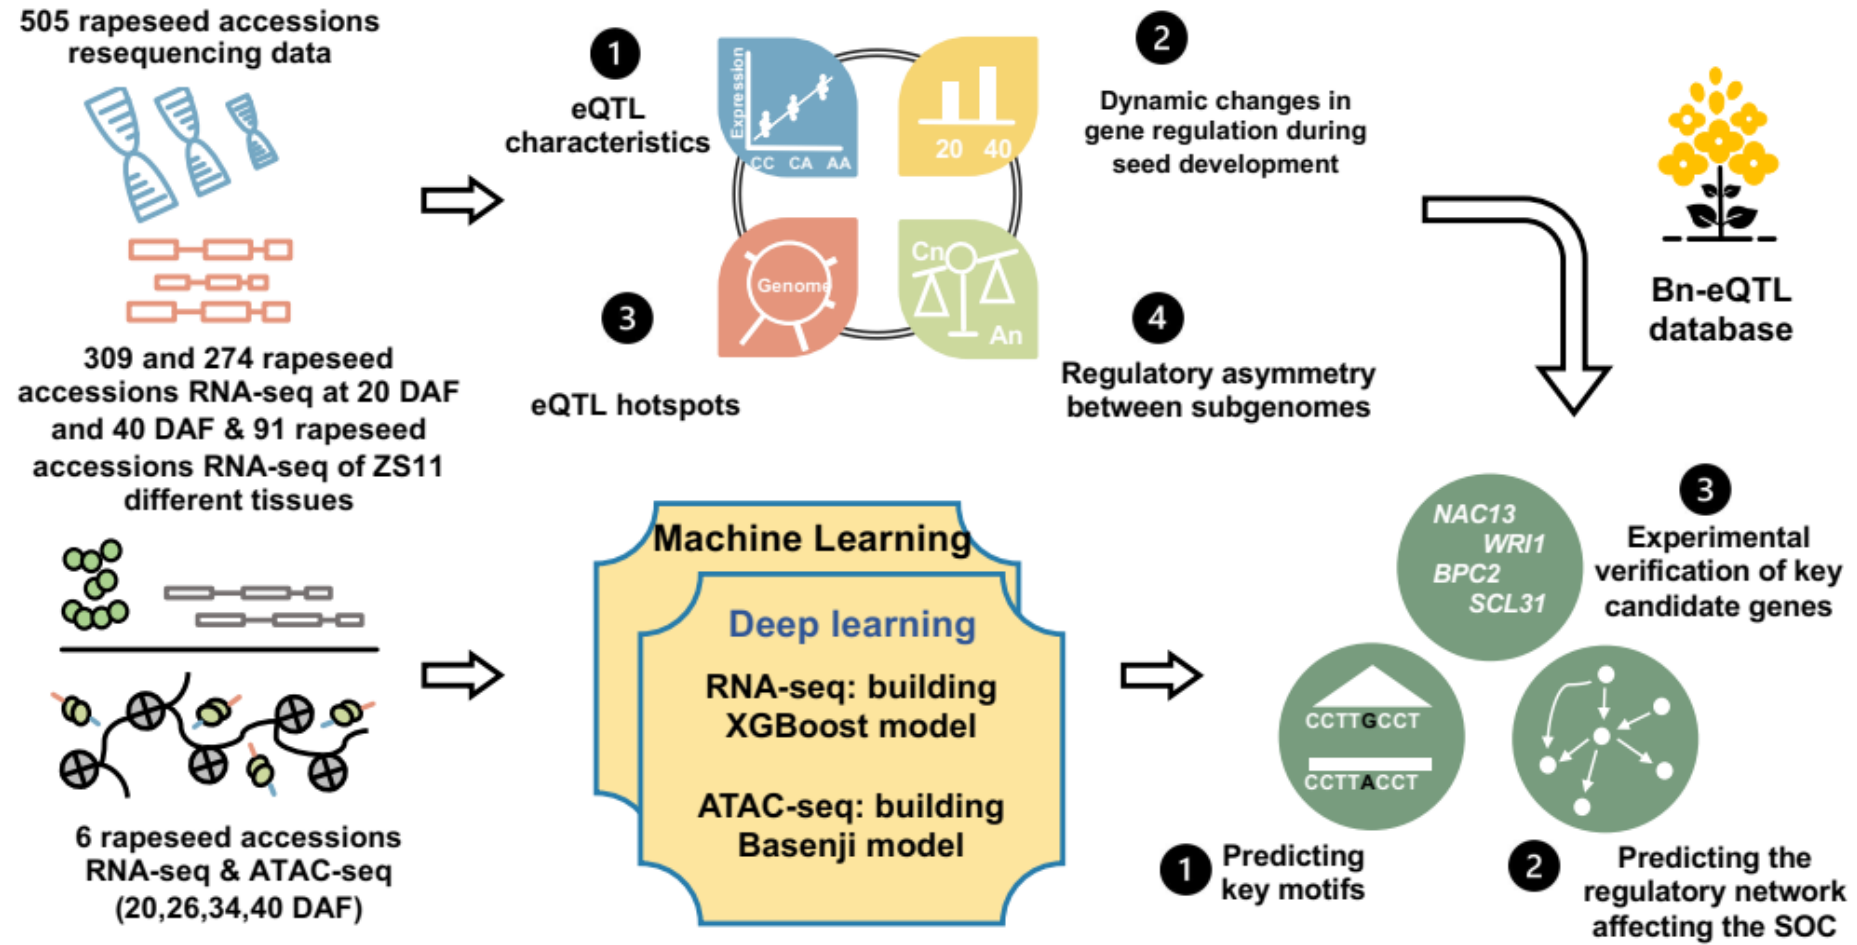 505 rapeseed accessions
resequencing data
309 and 274 rapeseed
accessions RNA-seq at 20 DAF
and 40 DAF & 91 rapeseed
accessions RNA-seq of ZS11
different tissues
1
eQTL
characteristics
Expression
CC CA AA
20 40
2
Dynamic changes in
gene regulation during
seed development
3
eQTL hotspots
Genome
Cn
An
4
Regulatory asymmetry
between subgenomes
Bn-eQTL
database
6 rapeseed accessions
RNA-seq & ATAC-seq
(20,26,34,40 DAF)
Machine Learning
Deep learning
RNA-seq: building
XGBoost model
ATAC-seq: building
Basenji model
NAC13
WRI1
BPC2
SCL31
3
Experimental
verification of key
candidate genes
CCTTGCCT
CCTTACCT
1
Predicting
key motifs
2
Predicting the
regulatory network
affecting the SOC